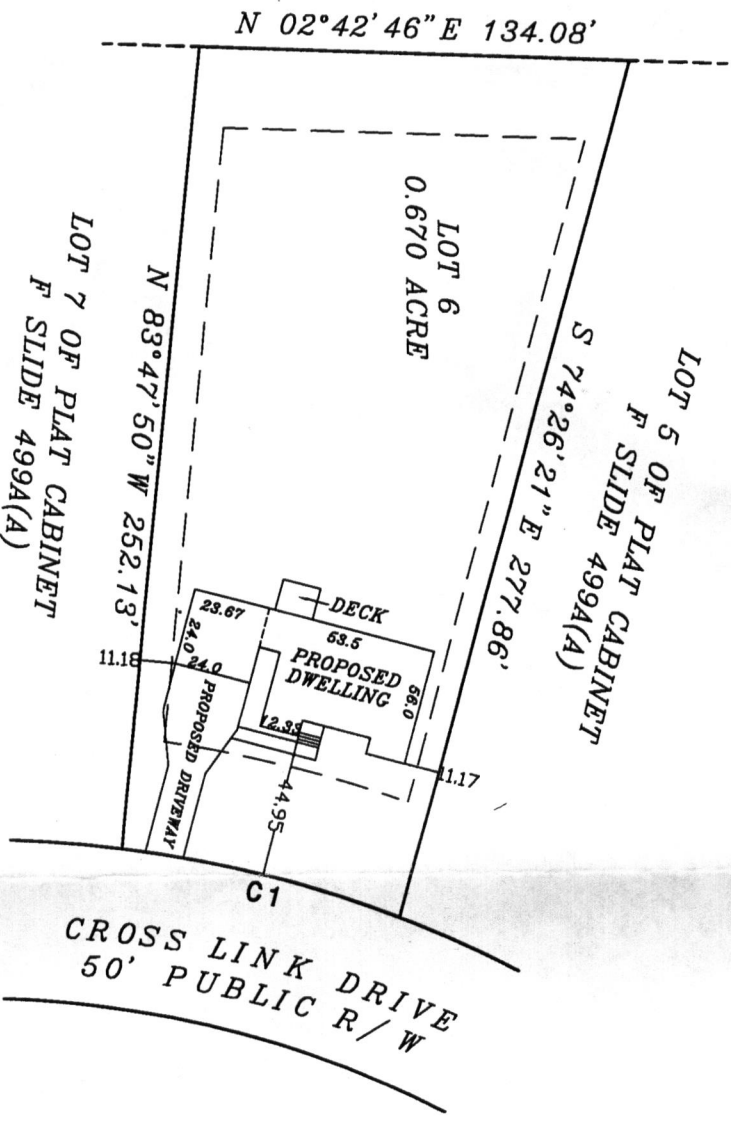 N 02°42'46"E 134.08'
LOT 6
0.670 ACRE
S 74°26'21"E 277.86'
LOT 5 OF PLAT CABINET
F SLIDE 499A(A)
N 83°47'50"W 252.13'
LOT 7 OF PLAT CABINET
F SLIDE 499A(A)
DECK
23.67
53.5
24.0
PROPOSED
DWELLING
56.0
11.18
24.0
PROPOSED DRIVEWAY
12.33
11.17
44.95
C1
CROSS LINK DRIVE
50' PUBLIC R/W